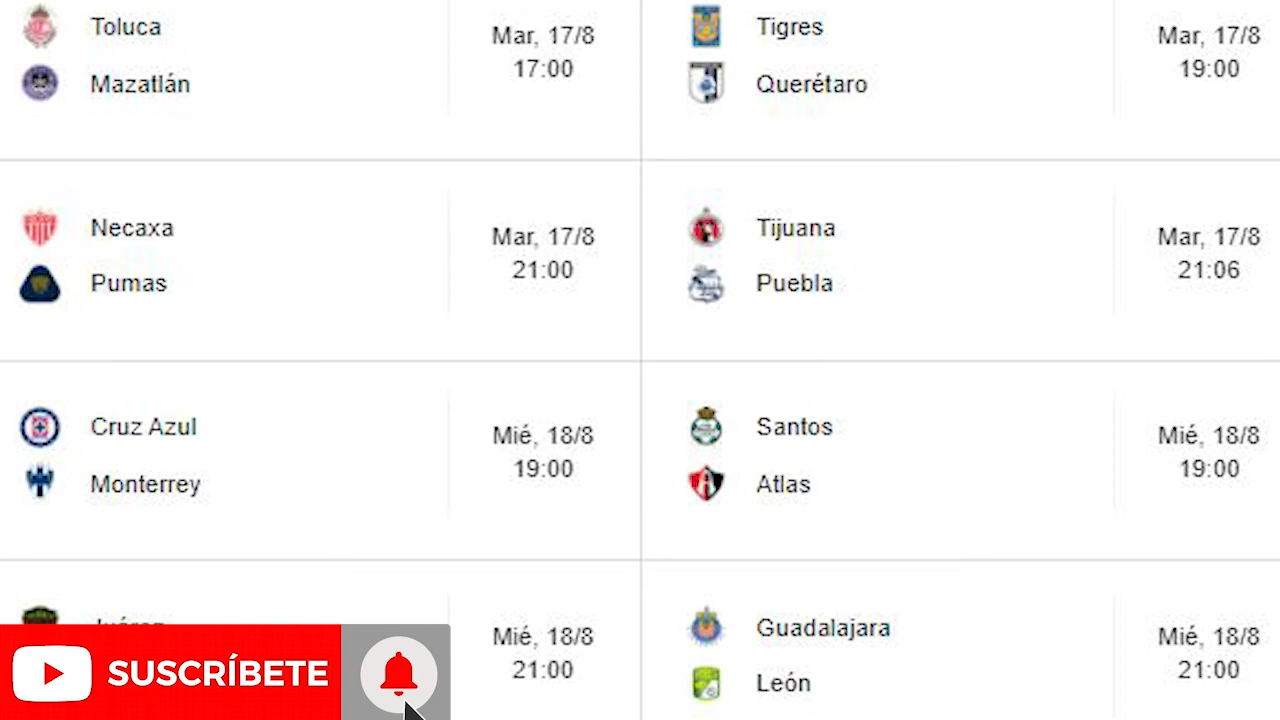 Toluca
Mazatlán
Mar, 17/8
17:00
Tigres
Querétaro
Mar, 17/8
19:00
Necaxa
Pumas
Mar, 17/8
21:00
Tijuana
Puebla
Mar, 17/8
21:06
Cruz Azul
Monterrey
Mié, 18/8
19:00
Santos
Atlas
Mié, 18/8
19:00
Mié, 18/8
21:00
Guadalajara
León
Mié, 18/8
21:00
SUSCRÍBETE